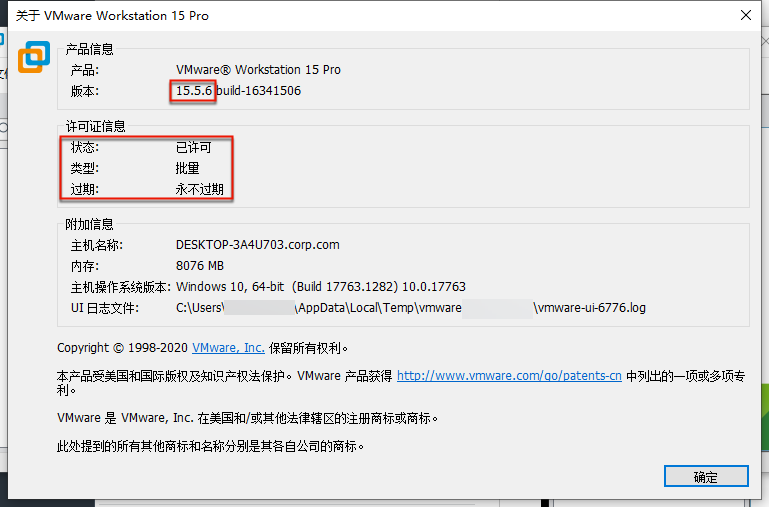 关于 VMware Workstation 15 Pro
产品信息
产品: VMware® Workstation 15 Pro
版本: 15.5.6 build-16341506
许可证信息
状态: 已许可
类型: 批量
过期: 永不过期
附加信息
主机名称: DESKTOP-3A4U703.corp.com
内存: 8076 MB
主机操作系统版本: Windows 10, 64-bit (Build 17763.1282) 10.0.17763
UI 日志文件: C:\Users\ \AppData\Local\Temp\vmware \vmware-ui-6776.log
Copyright © 1998-2020 VMware, Inc. 保留所有权利。
本产品受美国和国际版权及知识产权法保护。VMware 产品获得 http://www.vmware.com/go/patents-cn 中列出的一项或多项专
利。
VMware 是 VMware, Inc. 在美国和/或其他法律辖区的注册商标或商标。
此处提到的所有其他商标和名称分别是其各自公司的商标。
确定